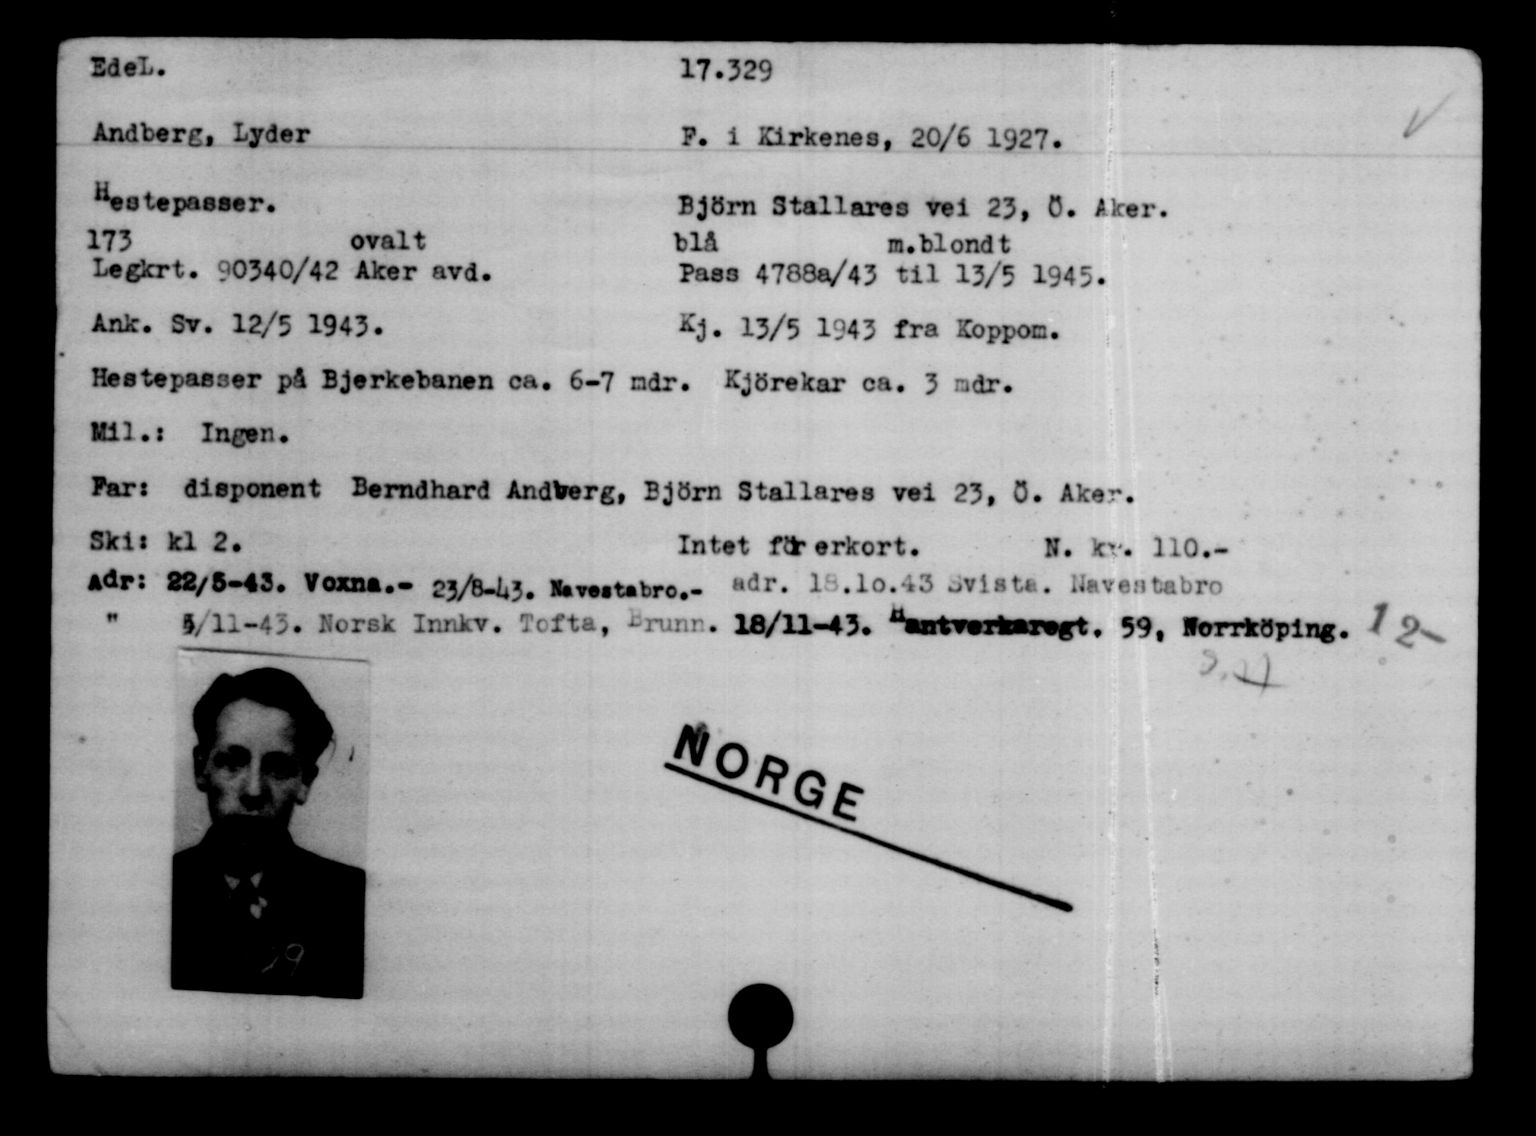 EdeL. 17.329
Andberg, Lyder F. i Kirkenes, 20/6 1927.
Hestepasser. Björn Stallares vei 23, Ö. Aker.
173 ovalt blå m.blondt
Legkrt. 90340/42 Aker avd. Pass 4788a/43 til 13/5 1945.
Ank. Sv. 12/5 1943. Kj. 13/5 1943 fra Koppom.
Hestepasser på Bjerkebanen ca. 6-7 mdr. Kjörekar ca. 3 mdr.
Mil.: Ingen.
Far: disponent Berndhard Andberg, Björn Stallares vei 23, Ö. Aker.
Ski: kl 2. Intet förerkort. N. kr. 110.-
Adr: 22/5-43. Voxna.- 23/8-43. Navestabro.- adr. 18.1o.43 Svista. Navestabro
" 5/11-43. Norsk Innkv. Tofta, Brunn. 18/11-43. Hantverkaregt. 59, Norrköping. 12-
NORGE